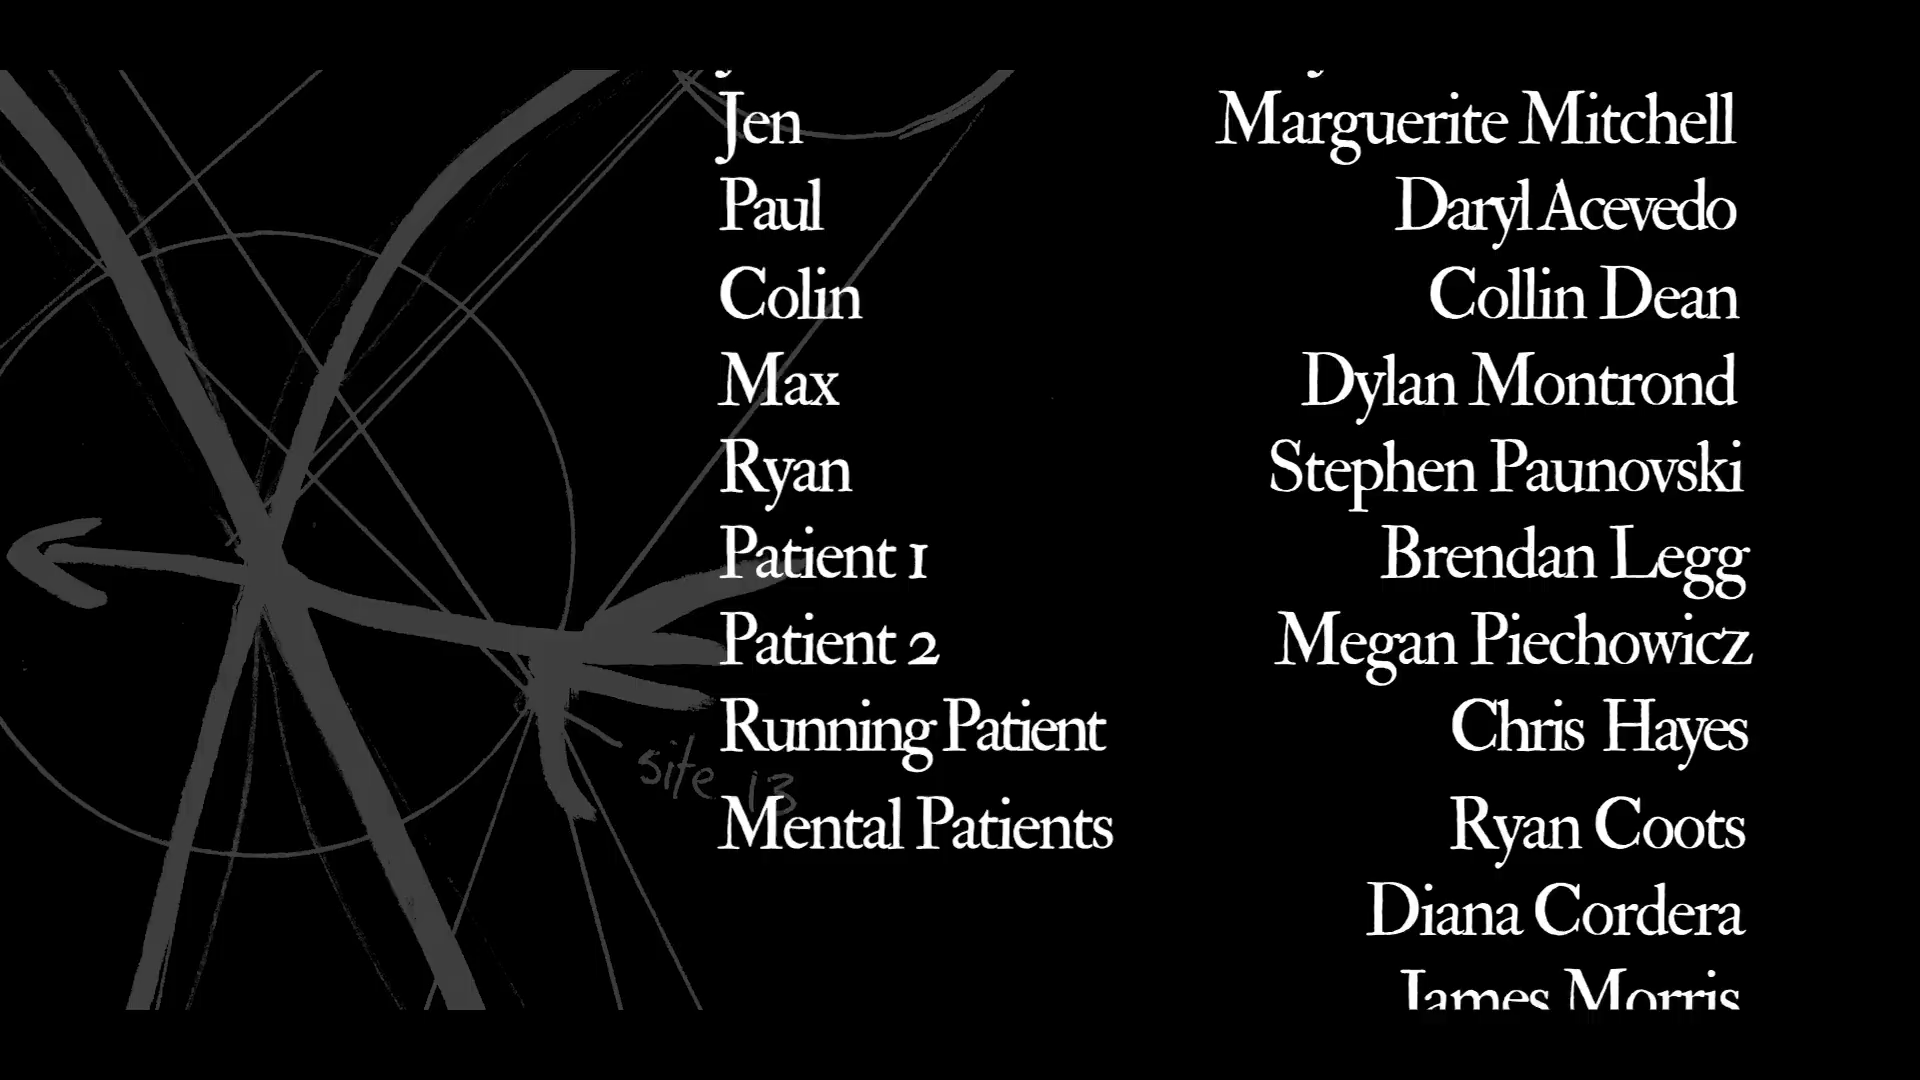 Jen Marguerite Mitchell
Paul Daryl Acevedo
Colin Collin Dean
Max Dylan Montrond
Ryan Stephen Paunovski
Patient 1 Brendan Legg
Patient 2 Megan Piechowicz
Running Patient Chris Hayes
site 13
Mental Patients Ryan Coots
Diana Cordera
James Morris